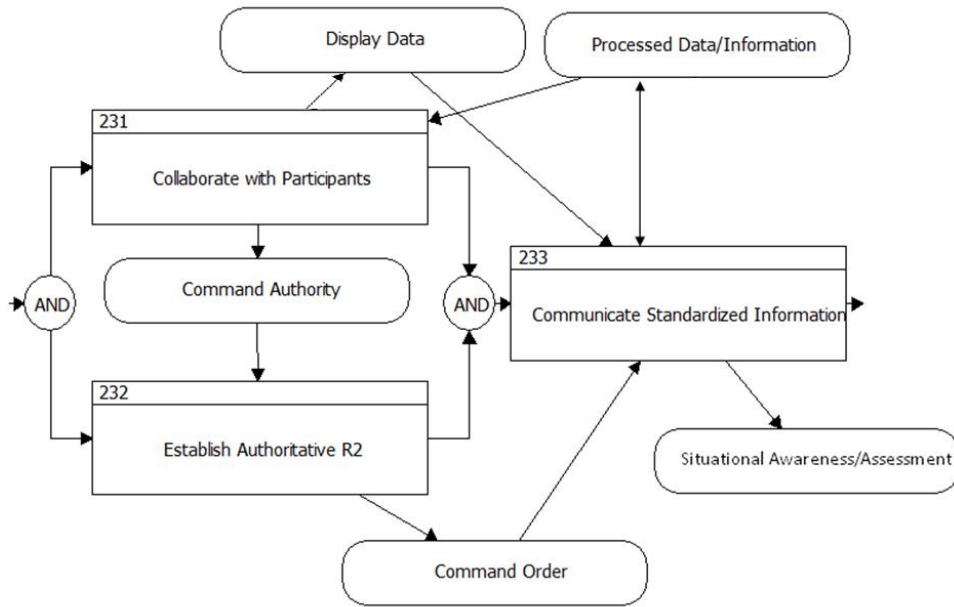 Display Data
Processed Data/Information
231
Collaborate with Participants
AND
Command Authority
AND
233
Communicate Standardized Information
232
Establish Authoritative R2
Situational Awareness/Assessment
Command Order